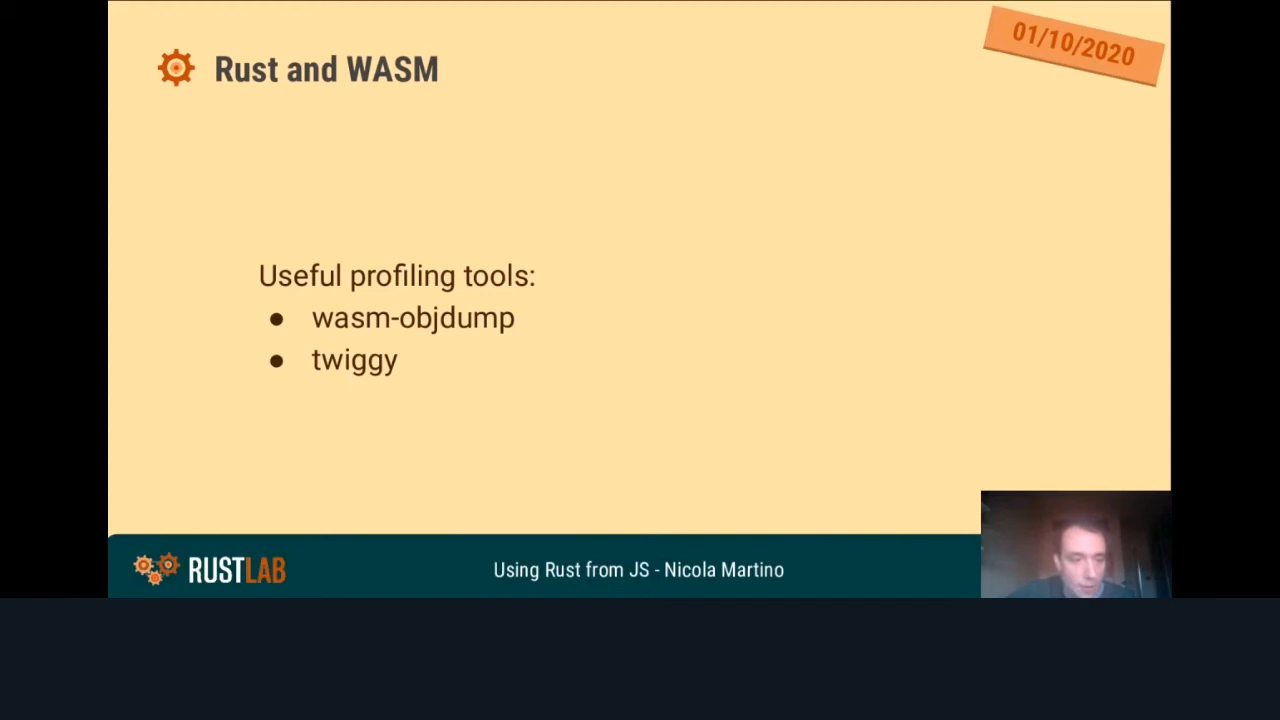 01/10/2020
Rust and WASM
Useful profiling tools:
● wasm-objdump
● twiggy
RUSTLAB
Using Rust from JS - Nicola Martino